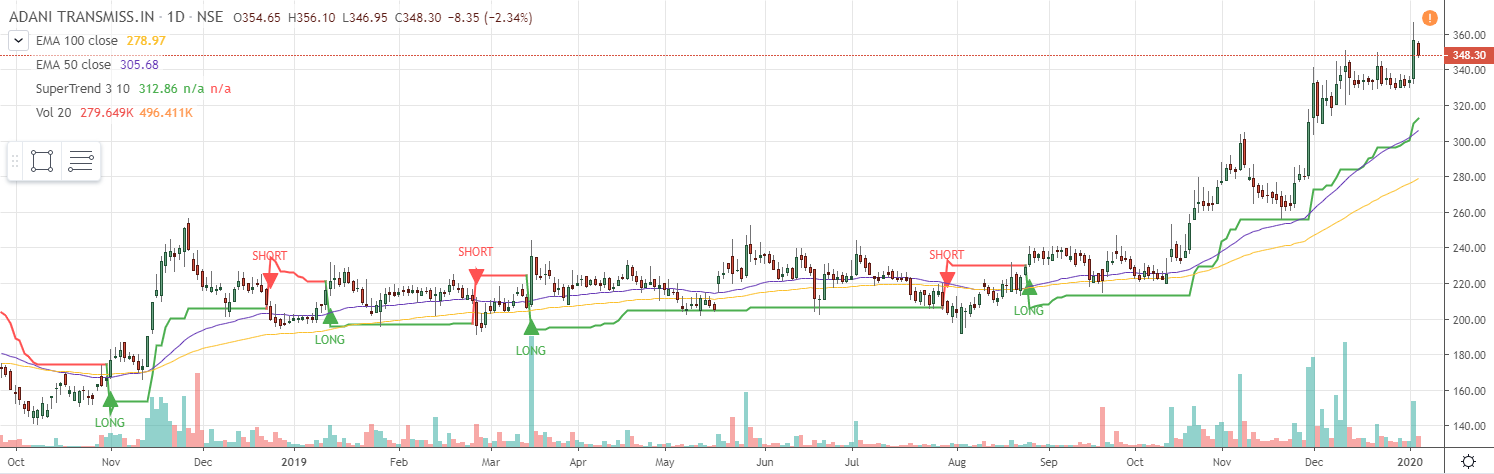 ADANI TRANSMISS.IN · 1D · NSE O354.65 H356.10 L346.95 C348.30 −8.35 (−2.34%)
EMA 100 close 278.97
EMA 50 close 305.68
SuperTrend 3 10 312.86 n/a n/a
Vol 20 279.649K 496.411K
360.00
348.30
340.00
320.00
300.00
280.00
260.00
240.00
220.00
200.00
180.00
160.00
140.00
SHORT
SHORT
SHORT
LONG
LONG
LONG
LONG
Oct Nov Dec 2019 Feb Mar Apr May Jun Jul Aug Sep Oct Nov Dec 2020